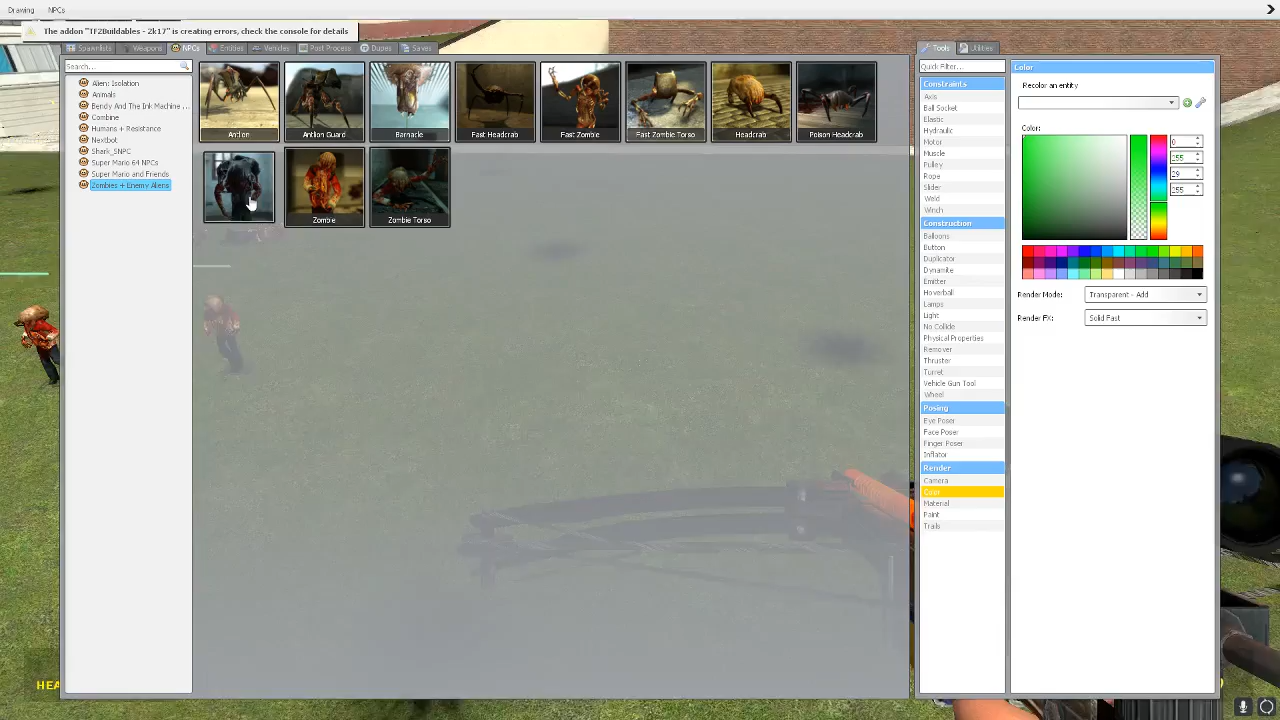 Drawing NPCs
The addon "TF2Buildables - 2k17" is creating errors, check the console for details
Spawnlists Weapons NPCs Entities Vehicles Post Process Dupes Saves
Tools Utilities
Search...
Alien: Isolation
Animals
Bendy And The Ink Machine ...
Combine
Humans + Resistance
Nextbot
Shark_SNPC
Super Mario 64 NPCs
Super Mario and Friends
Zombies + Enemy Aliens
Antlion
Antlion Guard
Barnacle
Fast Headcrab
Fast Zombie
Fast Zombie Torso
Headcrab
Poison Headcrab
Zombie
Zombie Torso
Quick Filter...
Constraints
Axis
Ball Socket
Elastic
Hydraulic
Motor
Muscle
Pulley
Rope
Slider
Weld
Winch
Construction
Balloons
Button
Duplicator
Dynamite
Emitter
Hoverball
Lamps
Light
No Collide
Physical Properties
Remover
Thruster
Turret
Vehicle Gun Tool
Wheel
Posing
Eye Poser
Face Poser
Finger Poser
Inflator
Render
Camera
Color
Material
Paint
Trails
Color
Recolor an entity
Color:
0
255
29
255
Render Mode: Transparent - Add
Render FX: Solid Fast
HEA